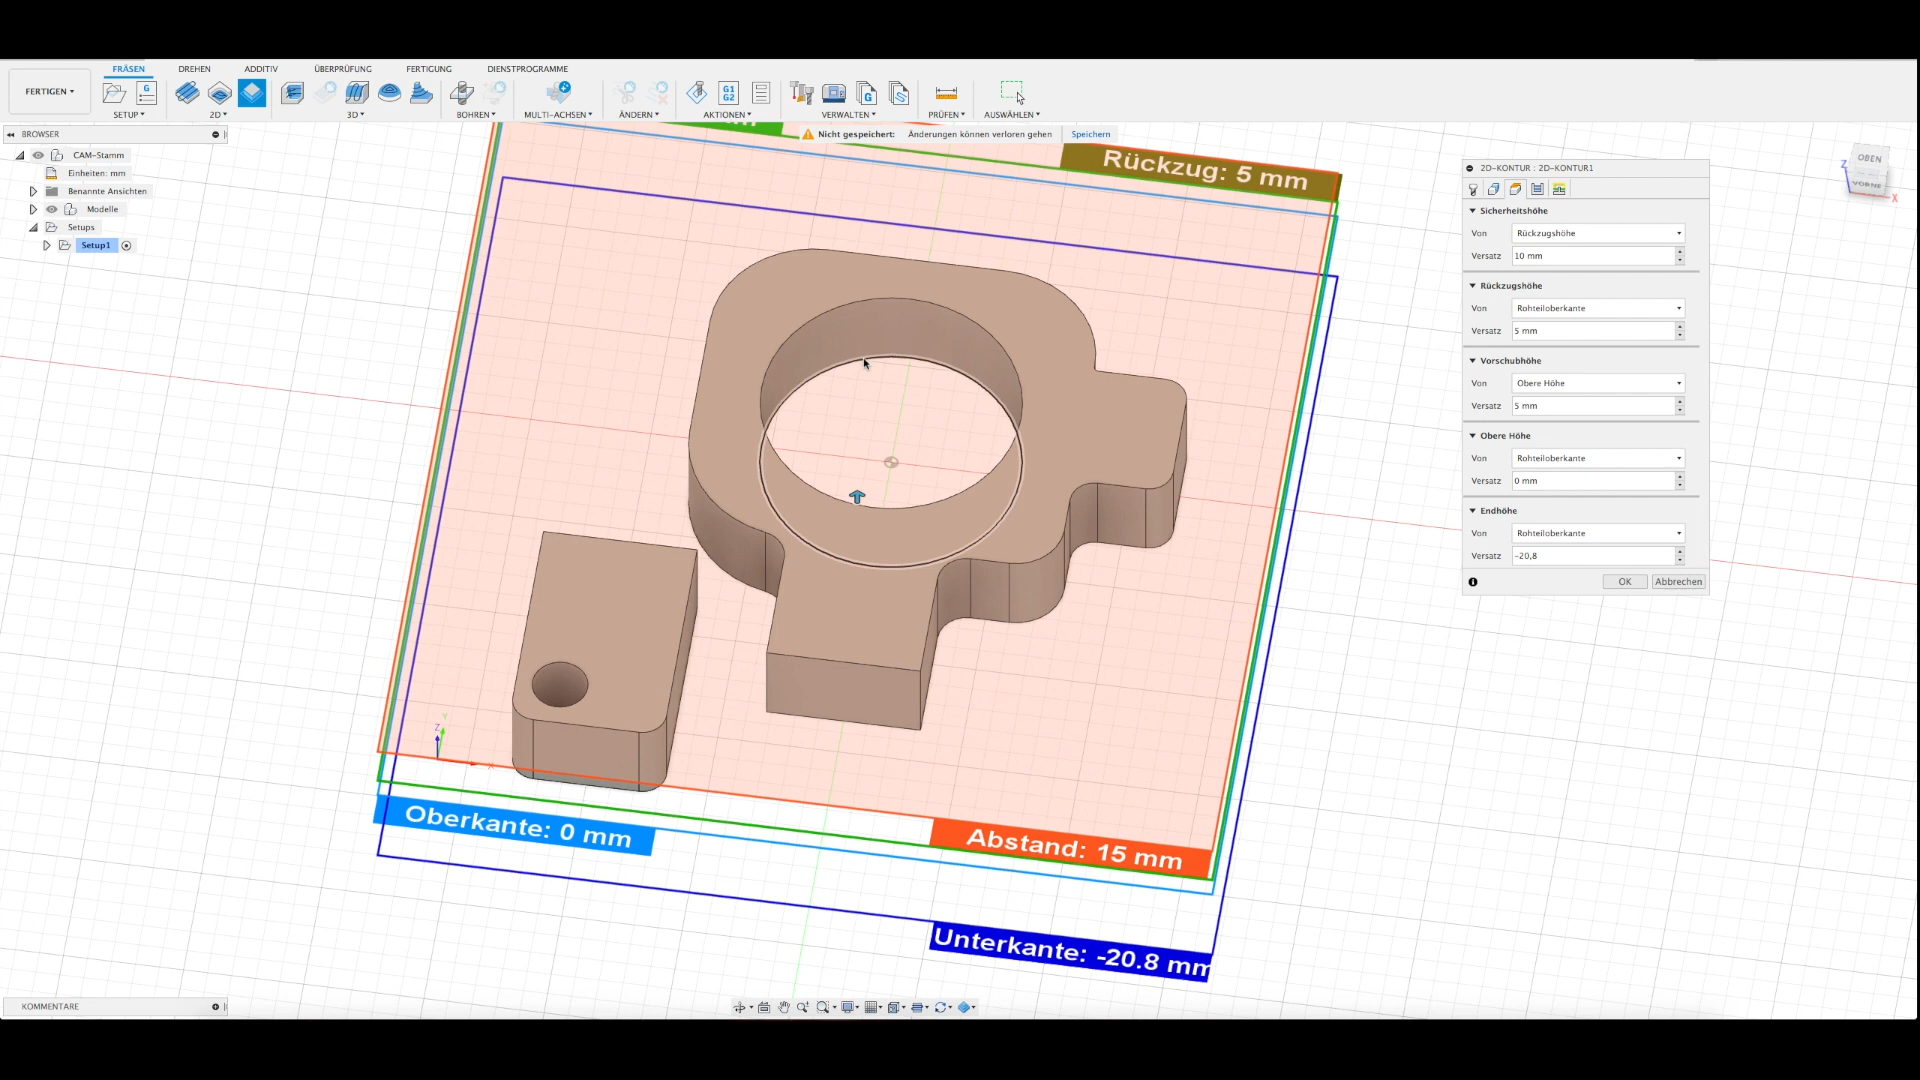 FRÄSEN DREHEN ADDITIV ÜBERPRÜFUNG FERTIGUNG DIENSTPROGRAMME
FERTIGEN
G1
G2
SETUP 2D 3D BOHREN MULTI-ACHSEN ÄNDERN AKTIONEN VERWALTEN PRÜFEN AUSWÄHLEN
BROWSER
Nicht gespeichert: Änderungen können verloren gehen Speichern
CAM-Stamm
Einheiten: mm
Benannte Ansichten
Modelle
Setups
Setup1
Rückzug: 5 mm
OBEN
VORNE
Z
X
2D-KONTUR : 2D-KONTUR1
Sicherheitshöhe
Von Rückzugshöhe
Versatz 10 mm
Rückzugshöhe
Von Rohteiloberkante
Versatz 5 mm
Vorschubhöhe
Von Obere Höhe
Versatz 5 mm
Obere Höhe
Von Rohteiloberkante
Versatz 0 mm
Endhöhe
Von Rohteiloberkante
Versatz -20,8
OK Abbrechen
Y
Z
X
Oberkante: 0 mm
Abstand: 15 mm
Unterkante: -20.8 mm
KOMMENTARE